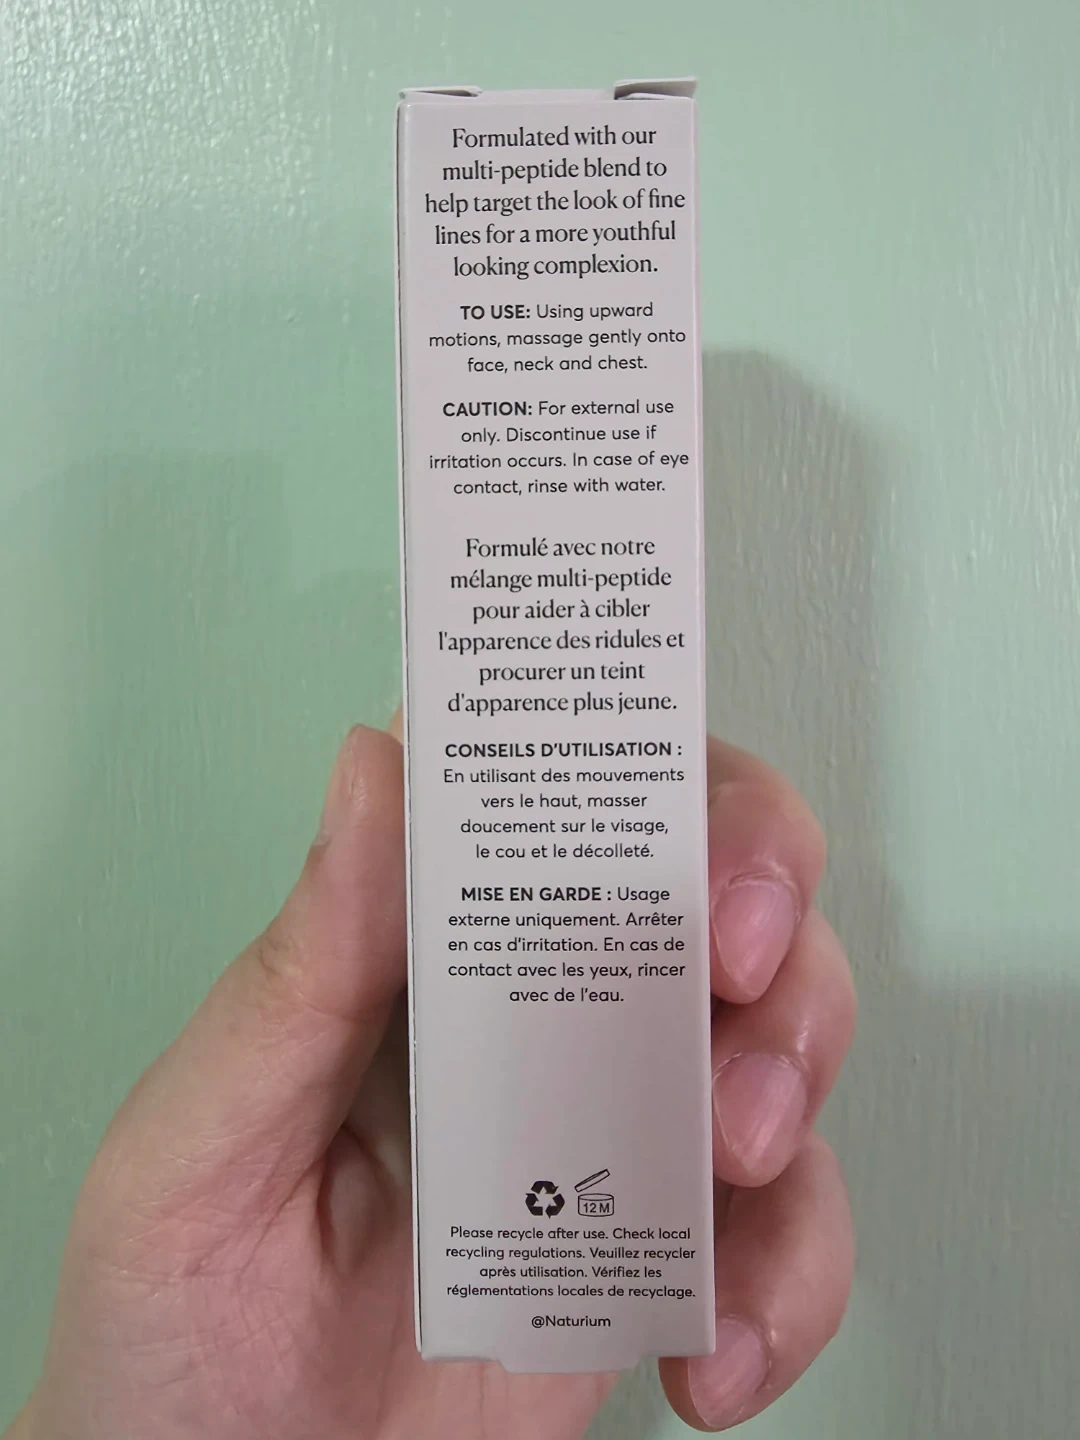 Formulated with our
multi-peptide blend to
help target the look of fine
lines for a more youthful
looking complexion.
TO USE: Using upward
motions, massage gently onto
face, neck and chest.
CAUTION: For external use
only. Discontinue use if
irritation occurs. In case of eye
contact, rinse with water.
Formulé avec notre
mélange multi-peptide
pour aider à cibler
l'apparence des ridules et
procurer un teint
d'apparence plus jeune.
CONSEILS D'UTILISATION :
En utilisant des mouvements
vers le haut, masser
doucement sur le visage,
le cou et le décolleté.
MISE EN GARDE : Usage
externe uniquement. Arrêter
en cas d'irritation. En cas de
contact avec les yeux, rincer
avec de l'eau.
12 M
Please recycle after use. Check local
recycling regulations. Veuillez recycler
après utilisation. Vérifiez les
réglementations locales de recyclage.
@Naturium